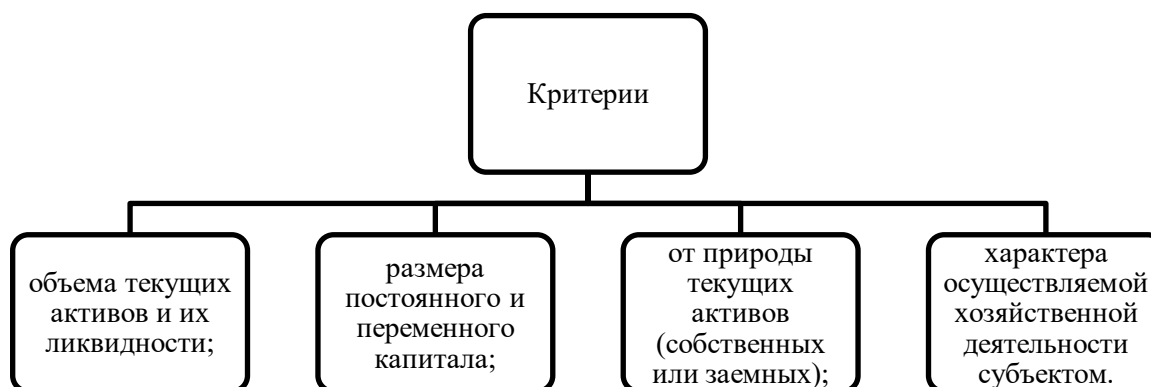 Критерии
объема текущих
активов и их
ликвидности;
размера
постоянного и
переменного
капитала;
от природы
текущих
активов
(собственных
или заемных);
характера
осуществляемой
хозяйственной
деятельности
субъектом.